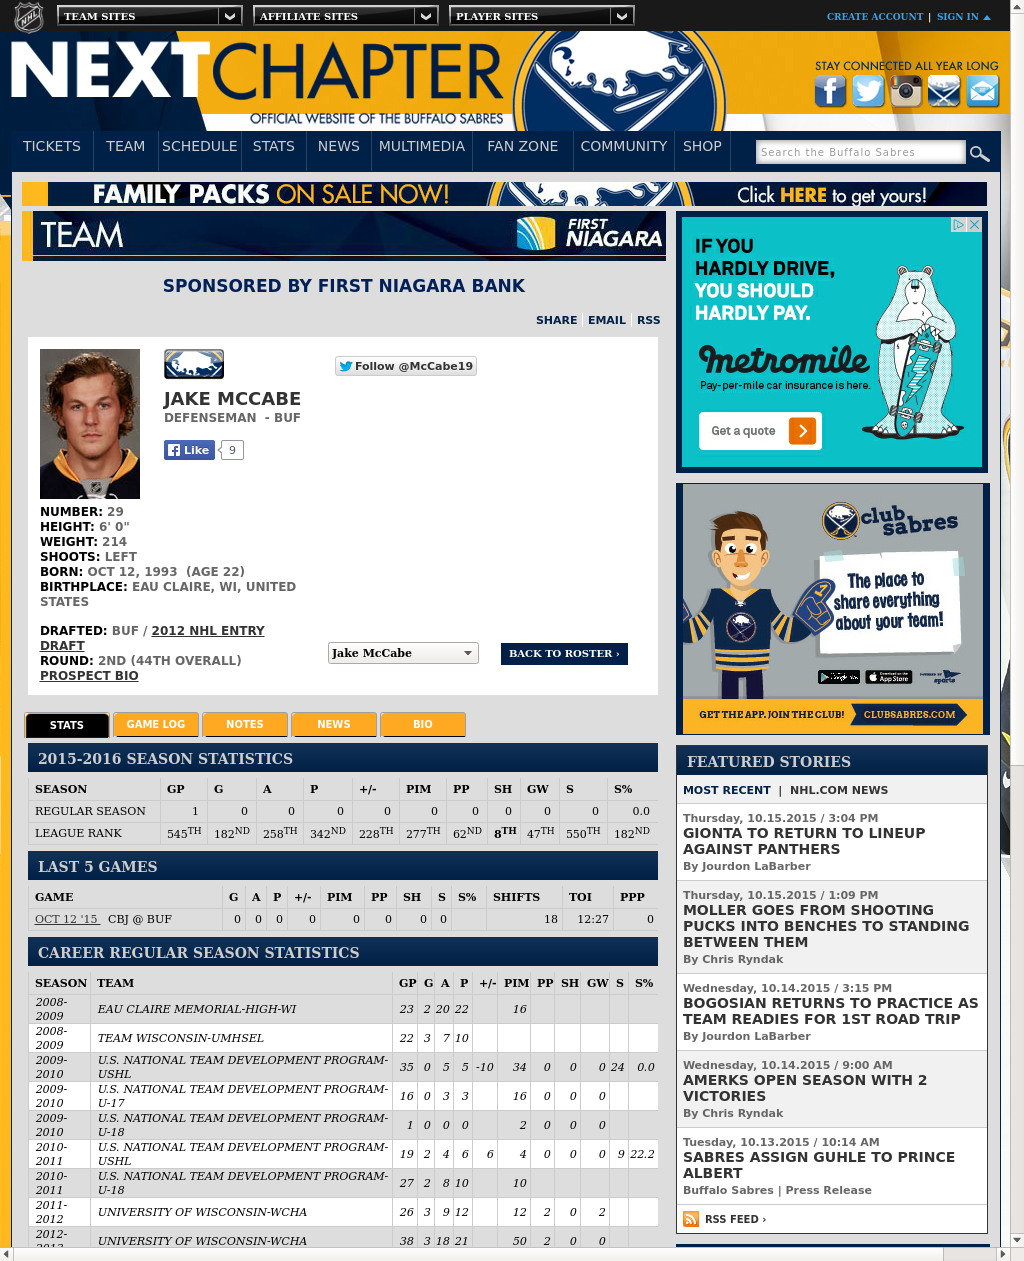 TEAM SITES
AFFILIATE SITES
PLAYER SITES
CREATE ACCOUNT | SIGN IN
NEXTCHAPTER
OFFICIAL WEBSITE OF THE BUFFALO SABRES
STAY CONNECTED ALL YEAR LONG
TICKETS
TEAM
SCHEDULE
STATS
NEWS
MULTIMEDIA
FAN ZONE
COMMUNITY
SHOP
Search the Buffalo Sabres
FAMILY PACKS ON SALE NOW!
Click HERE to get yours!
TEAM
FIRST
NIAGARA
SPONSORED BY FIRST NIAGARA BANK
SHARE | EMAIL | RSS
JAKE MCCABE
DEFENSEMAN - BUF
Like 9
Follow @McCabe19
NUMBER: 29
HEIGHT: 6' 0"
WEIGHT: 214
SHOOTS: LEFT
BORN: OCT 12, 1993 (AGE 22)
BIRTHPLACE: EAU CLAIRE, WI, UNITED
STATES
DRAFTED: BUF / 2012 NHL ENTRY
DRAFT
ROUND: 2ND (44TH OVERALL)
PROSPECT BIO
Jake McCabe
BACK TO ROSTER ›
STATS
GAME LOG
NOTES
NEWS
BIO
2015-2016 SEASON STATISTICS
SEASON GP G A P +/- PIM PP SH GW S S%
REGULAR SEASON 1 0 0 0 0 0 0 0 0 0 0.0
LEAGUE RANK 545TH 182ND 258TH 342ND 228TH 277TH 62ND 8TH 47TH 550TH 182ND
LAST 5 GAMES
GAME G A P +/- PIM PP SH S S% SHIFTS TOI PPP
OCT 12 '15 CBJ @ BUF 0 0 0 0 0 0 0 0 18 12:27 0
CAREER REGULAR SEASON STATISTICS
SEASON TEAM GP G A P +/- PIM PP SH GW S S%
2008-
2009 EAU CLAIRE MEMORIAL-HIGH-WI 23 2 20 22 16
2008-
2009 TEAM WISCONSIN-UMHSEL 22 3 7 10
2009-
2010 U.S. NATIONAL TEAM DEVELOPMENT PROGRAM-
USHL 35 0 5 5 -10 34 0 0 0 24 0.0
2009-
2010 U.S. NATIONAL TEAM DEVELOPMENT PROGRAM-
U-17 16 0 3 3 16 0 0 0
2009-
2010 U.S. NATIONAL TEAM DEVELOPMENT PROGRAM-
U-18 1 0 0 0 2 0 0 0
2010-
2011 U.S. NATIONAL TEAM DEVELOPMENT PROGRAM-
USHL 19 2 4 6 6 4 0 0 0 9 22.2
2010-
2011 U.S. NATIONAL TEAM DEVELOPMENT PROGRAM-
U-18 27 2 8 10 10
2011-
2012 UNIVERSITY OF WISCONSIN-WCHA 26 3 9 12 12 2 0 2
2012-
2013 UNIVERSITY OF WISCONSIN-WCHA 38 3 18 21 50 2 0 0
IF YOU
HARDLY DRIVE,
YOU SHOULD
HARDLY PAY.
metromile
Pay-per-mile car insurance is here.
Get a quote
club
sabres
The place to
share everything
about your team!
App Store
GET THE APP. JOIN THE CLUB!
CLUBSABRES.COM
FEATURED STORIES
MOST RECENT | NHL.COM NEWS
Thursday, 10.15.2015 / 3:04 PM
GIONTA TO RETURN TO LINEUP
AGAINST PANTHERS
By Jourdon LaBarber
Thursday, 10.15.2015 / 1:09 PM
MOLLER GOES FROM SHOOTING
PUCKS INTO BENCHES TO STANDING
BETWEEN THEM
By Chris Ryndak
Wednesday, 10.14.2015 / 3:15 PM
BOGOSIAN RETURNS TO PRACTICE AS
TEAM READIES FOR 1ST ROAD TRIP
By Jourdon LaBarber
Wednesday, 10.14.2015 / 9:00 AM
AMERKS OPEN SEASON WITH 2
VICTORIES
By Chris Ryndak
Tuesday, 10.13.2015 / 10:14 AM
SABRES ASSIGN GUHLE TO PRINCE
ALBERT
Buffalo Sabres | Press Release
RSS FEED ›